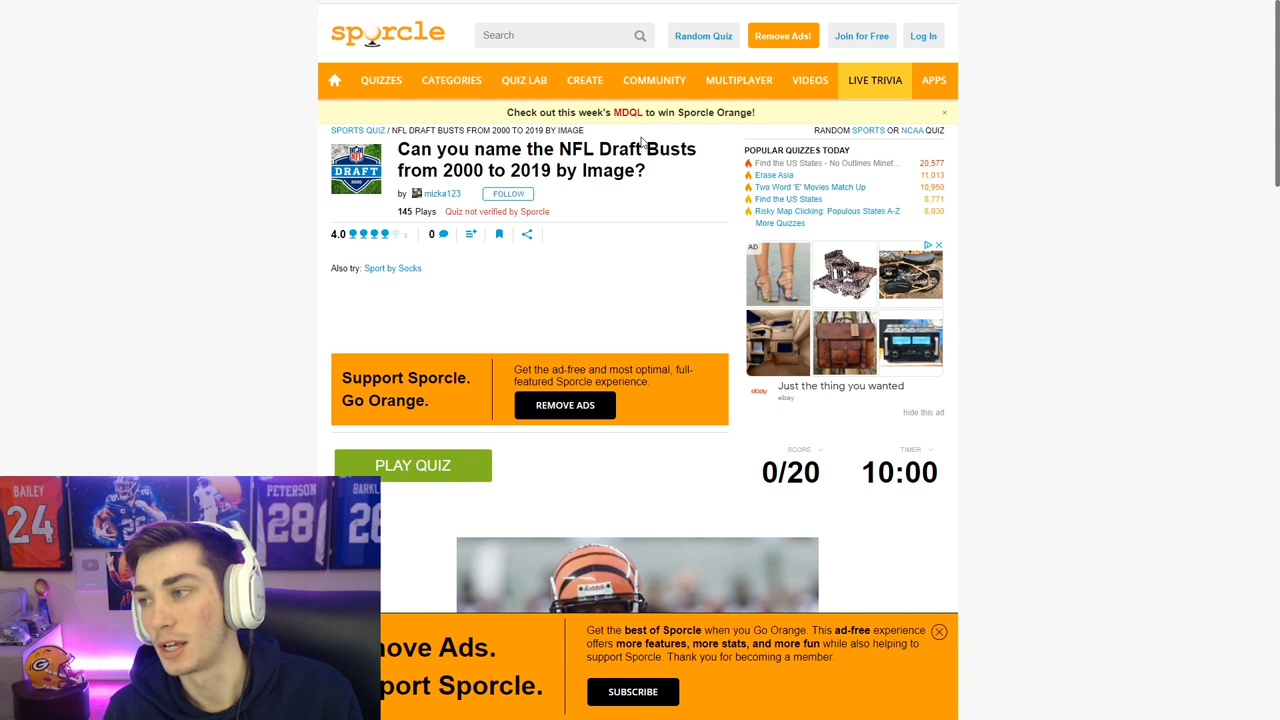 sporcle
Search
Random Quiz
Remove Ads!
Join for Free
Log In
QUIZZES
CATEGORIES
QUIZ LAB
CREATE
COMMUNITY
MULTIPLAYER
VIDEOS
LIVE TRIVIA
APPS
Check out this week's MDQL to win Sporcle Orange!
×
SPORTS QUIZ / NFL DRAFT BUSTS FROM 2000 TO 2019 BY IMAGE
RANDOM SPORTS OR NCAA QUIZ
NFL
DRAFT
2020
Can you name the NFL Draft Busts
from 2000 to 2019 by Image?
by mizka123
FOLLOW
145 Plays
Quiz not verified by Sporcle
4.0
5
0
Also try: Sport by Socks
POPULAR QUIZZES TODAY
Find the US States - No Outlines Minef... 20,577
Erase Asia 11,013
Two Word 'E' Movies Match Up 10,950
Find the US States 8,771
Risky Map Clicking: Populous States A-Z 8,030
More Quizzes
AD
ebay
Just the thing you wanted
ebay
hide this ad
Support Sporcle.
Go Orange.
Get the ad-free and most optimal, full-
featured Sporcle experience.
REMOVE ADS
PLAY QUIZ
SCORE
0/20
TIMER
10:00
Riddell
BAILEY
24
PETERSON
28
BARKL
26
G
ove Ads.
port Sporcle.
Get the best of Sporcle when you Go Orange. This ad-free experience
offers more features, more stats, and more fun while also helping to
support Sporcle. Thank you for becoming a member.
SUBSCRIBE